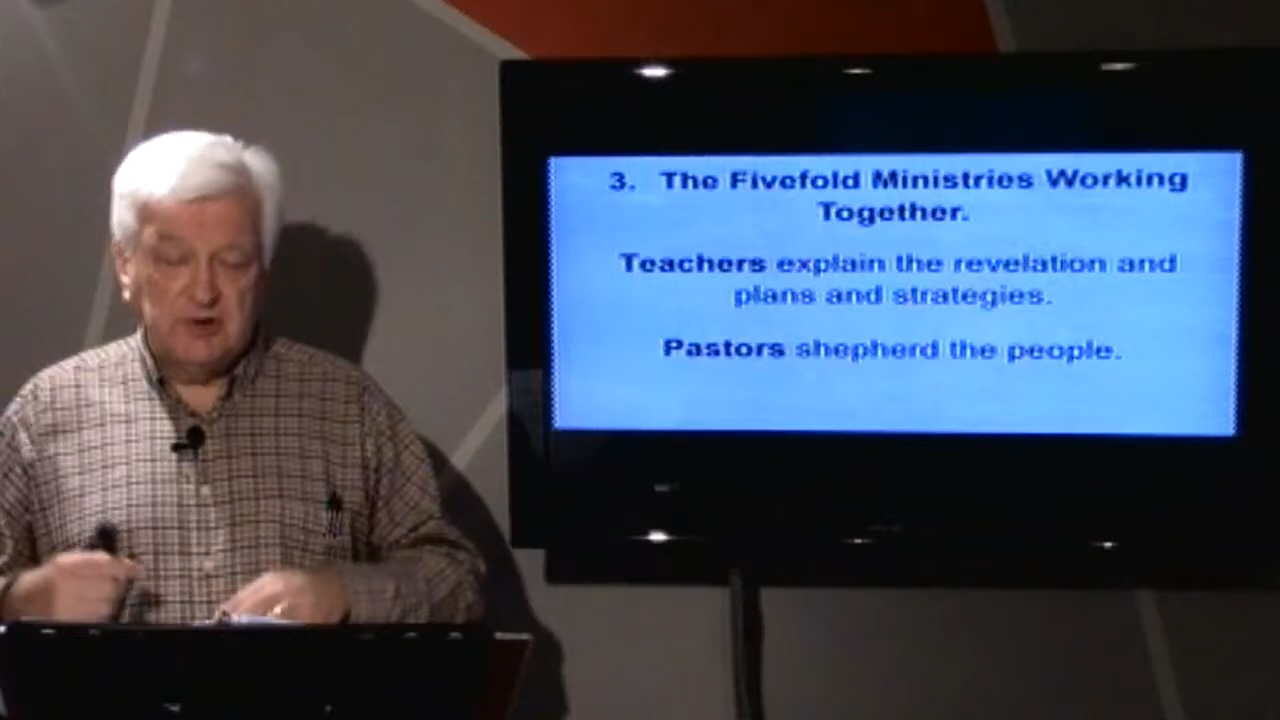 3. The Fivefold Ministries Working
Together.
Teachers explain the revelation and
plans and strategies.
Pastors shepherd the people.